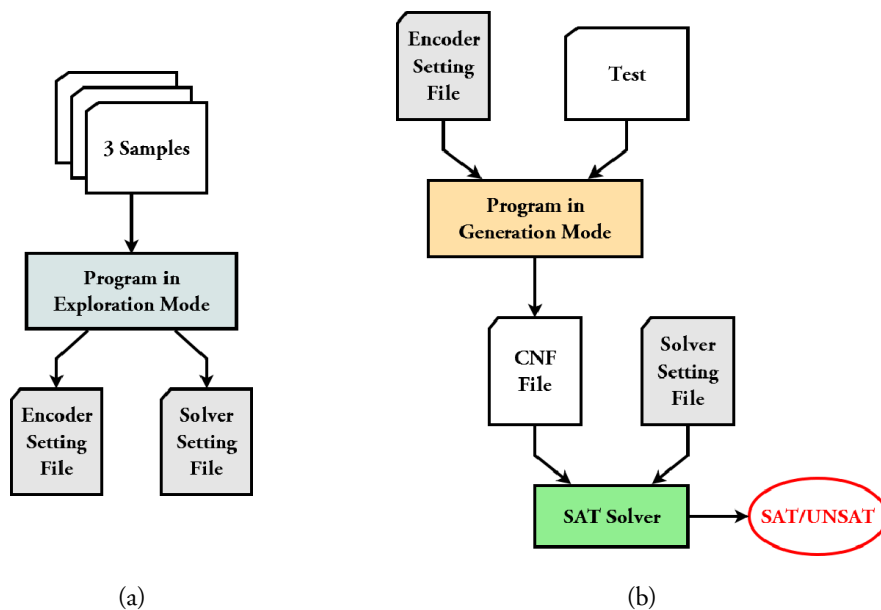 3 Samples
Program in
Exploration Mode
Encoder
Setting
File
Solver
Setting
File
(a)
Encoder
Setting
File
Test
Program in
Generation Mode
CNF
File
Solver
Setting
File
SAT Solver
SAT/UNSAT
(b)